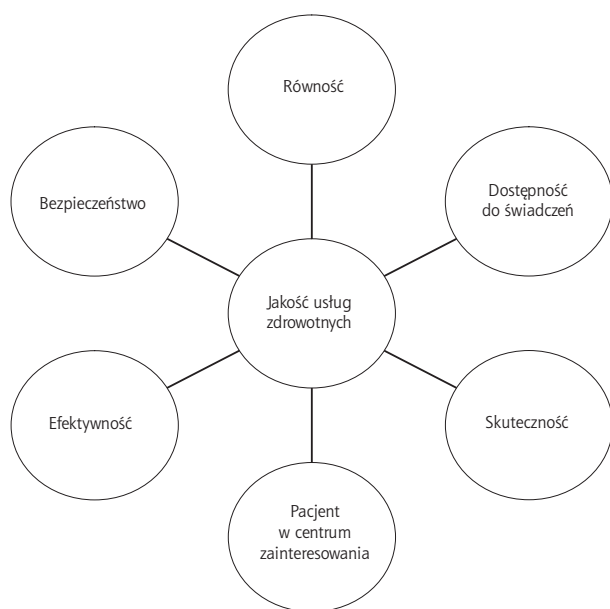 Równość
Bezpieczeństwo
Dostępność
do świadczeń
Jakość usług
zdrowotnych
Efektywność
Skuteczność
Pacjent
w centrum
zainteresowania